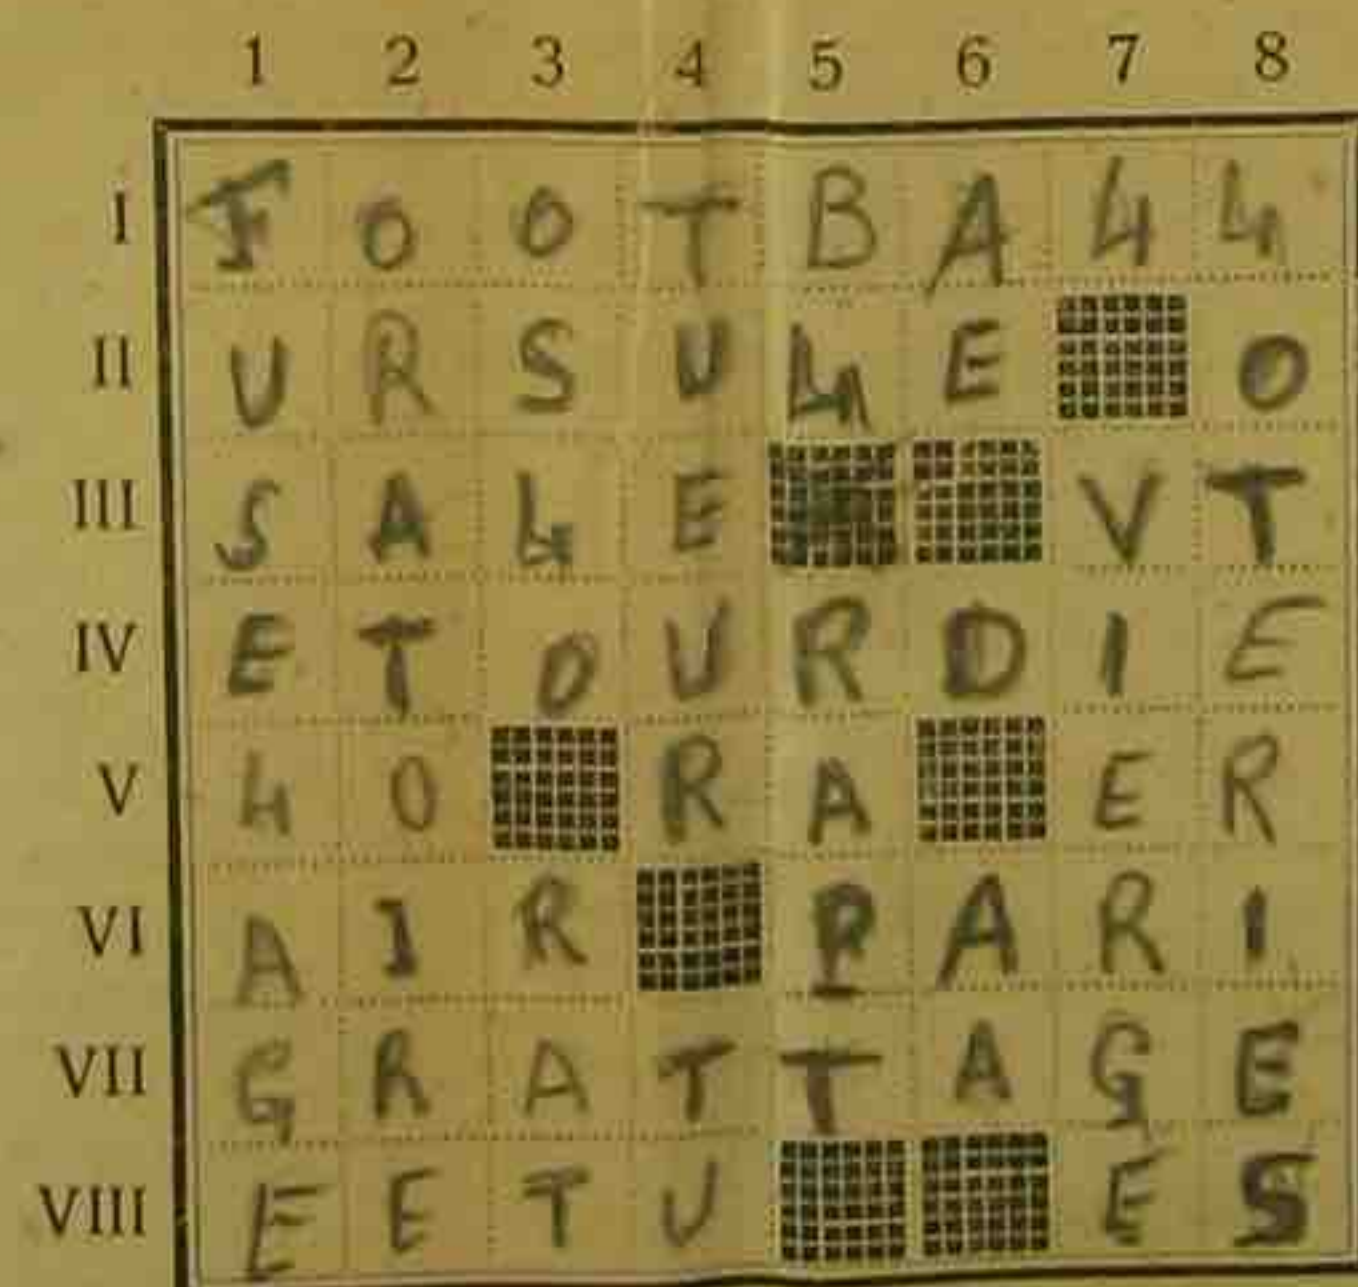 1 2 3 4 5 6 7 8
I F O O T B A L L
II U R S U L E O
III S A L E V T
IV E T O U R D I E
V L O R A E R
VI A I R P A R I
VII G R A T T A G E
VIII E E T U E S